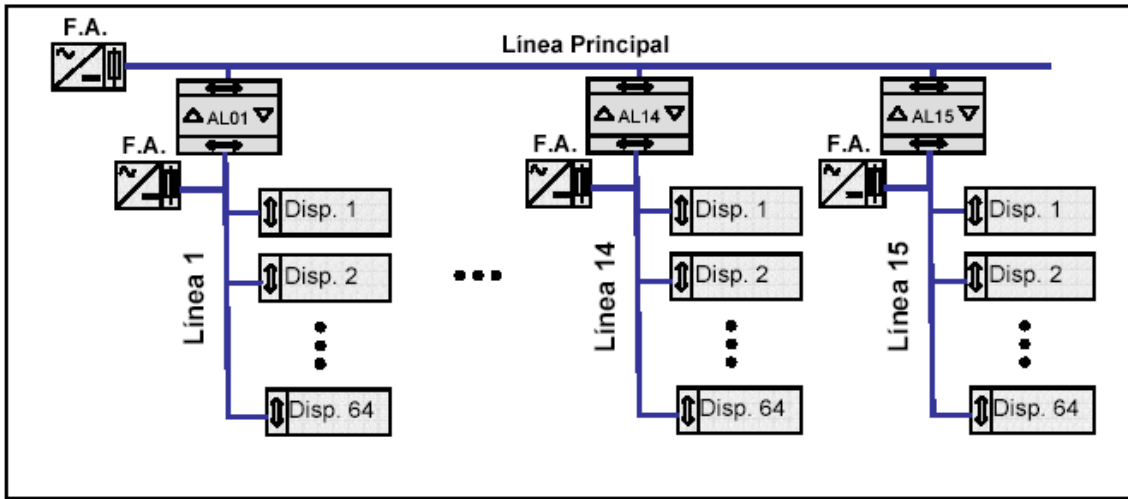 F.A.
Línea Principal
AL01
AL14
AL15
F.A.
F.A.
F.A.
Disp. 1
Disp. 1
Disp. 1
Disp. 2
Disp. 2
Disp. 2
Línea 1
Línea 14
Línea 15
Disp. 64
Disp. 64
Disp. 64